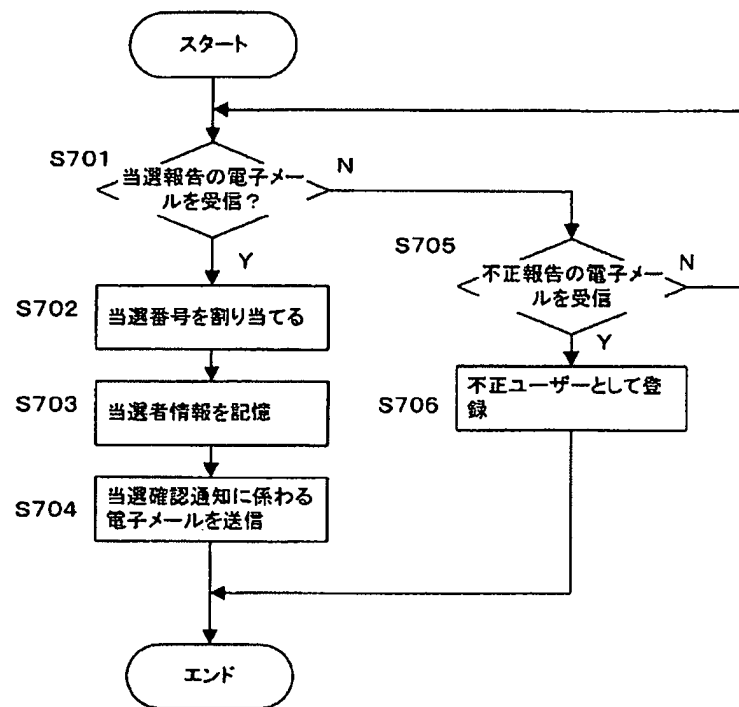 スタート
S701
当選報告の電子メー
ルを受信？
N
Y
S705
不正報告の電子メー
ルを受信
N
Y
S702
当選番号を割り当てる
S703
当選者情報を記憶
S706
不正ユーザーとして登
録
S704
当選確認通知に係わる
電子メールを送信
エンド